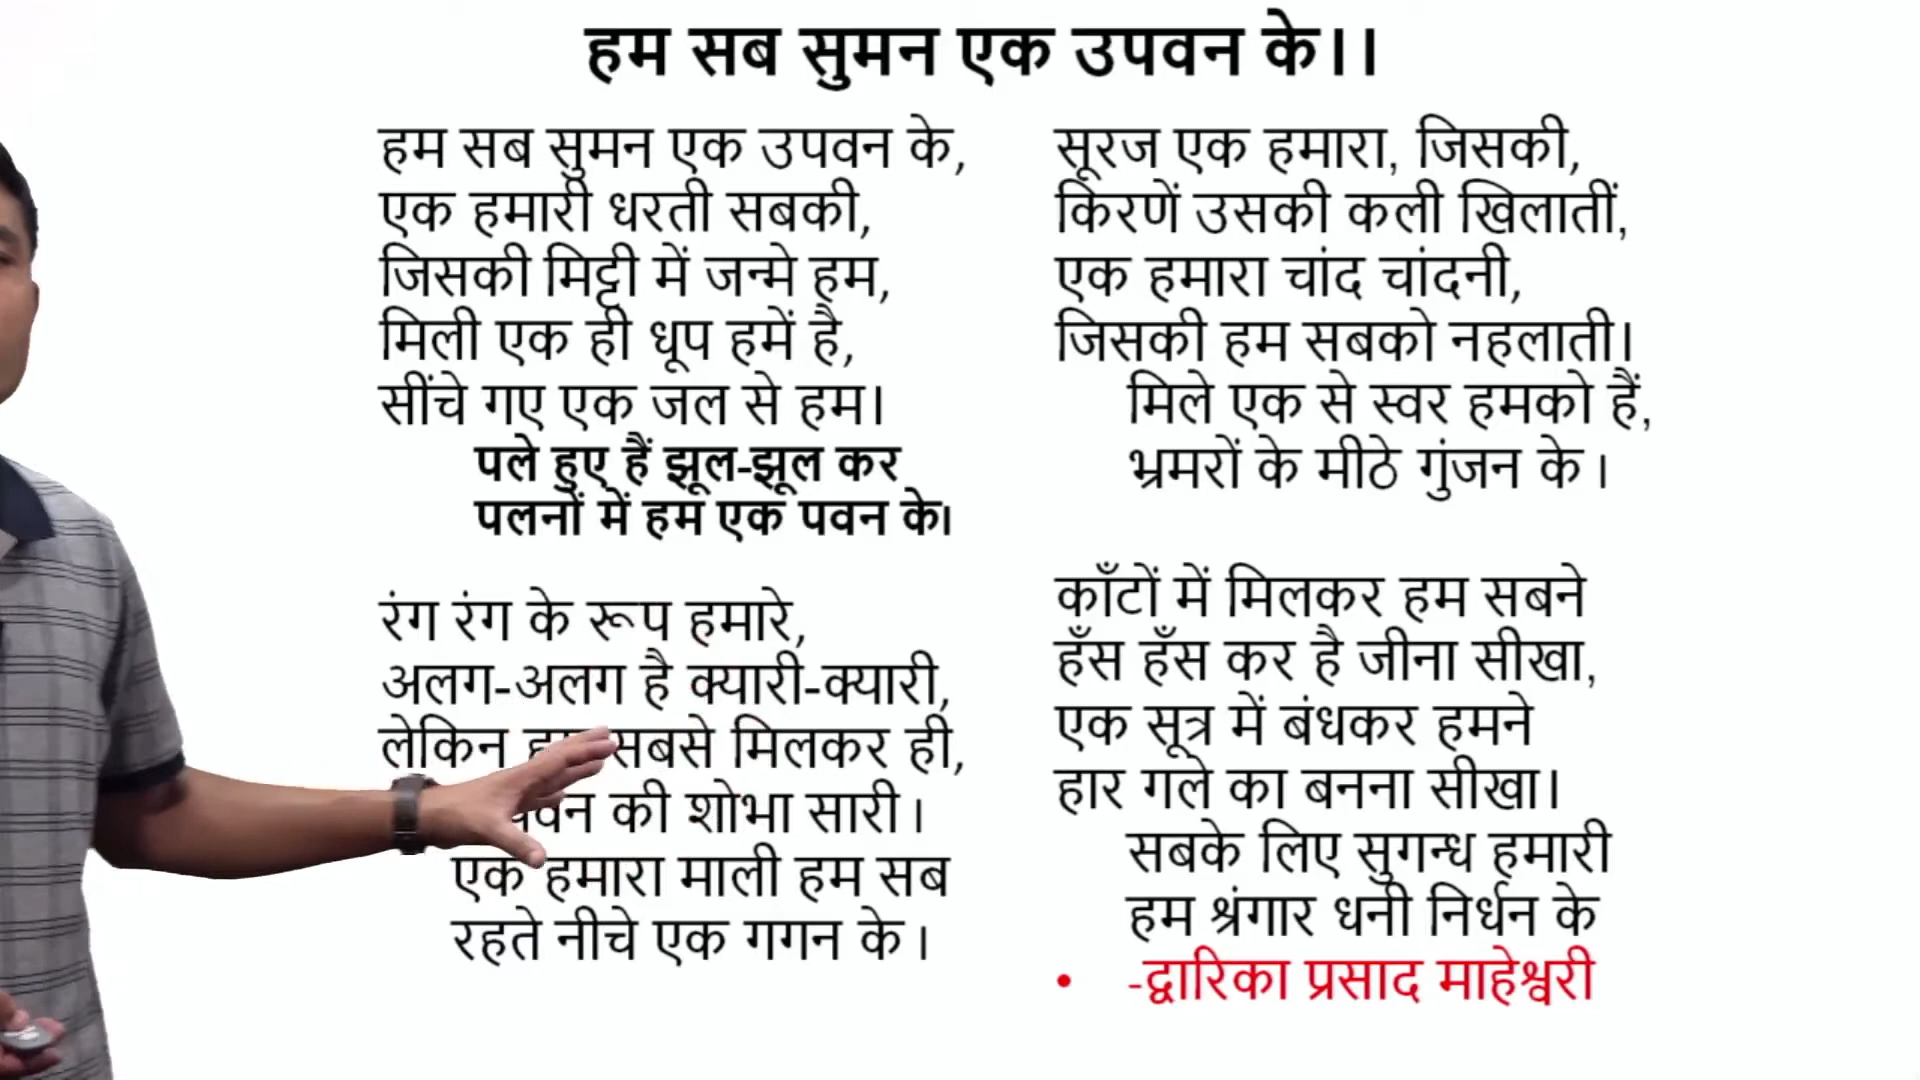 हम सब सुमन एक उपवन के।।
हम सब सुमन एक उपवन के,
एक हमारी धरती सबकी,
जिसकी मिट्टी में जन्मे हम,
मिली एक ही धूप हमें है,
सींचे गए एक जल से हम।
पले हुए हैं झूल-झूल कर
पलनों में हम एक पवन के।
रंग रंग के रूप हमारे,
अलग-अलग है क्यारी-क्यारी,
लेकिन सबसे मिलकर ही,
की शोभा सारी।
एक हमारा माली हम सब
रहते नीचे एक गगन के।
सूरज एक हमारा, जिसकी,
किरणें उसकी कली खिलातीं,
एक हमारा चांद चांदनी,
जिसकी हम सबको नहलाती।
मिले एक से स्वर हमको हैं,
भ्रमरों के मीठे गुंजन के।
काँटों में मिलकर हम सबने
हँस हँस कर है जीना सीखा,
एक सूत्र में बंधकर हमने
हार गले का बनना सीखा।
सबके लिए सुगन्ध हमारी
हम श्रंगार धनी निर्धन के
• -द्वारिका प्रसाद माहेश्वरी